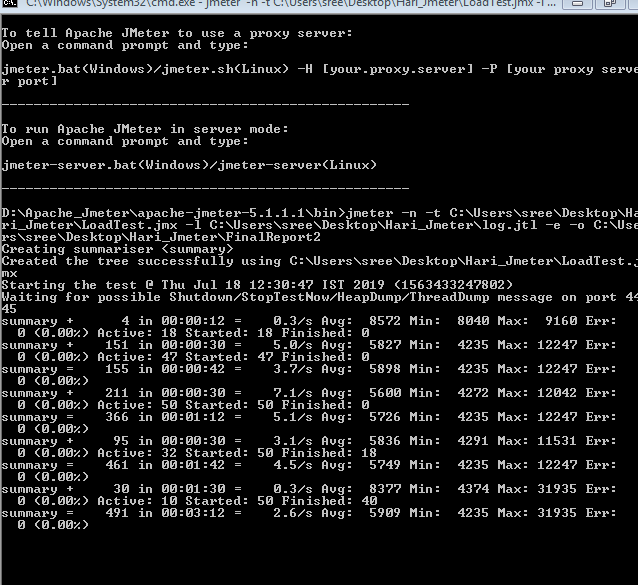 C:\Windows\System32\cmd.exe - jmeter -n -t C:\Users\sree\Desktop\Hari_Jmeter\LoadTest.jmx -l ...
To tell Apache JMeter to use a proxy server:
Open a command prompt and type:
jmeter.bat(Windows)/jmeter.sh(Linux) -H [your.proxy.server] -P [your proxy serve
r port]
---------------------------------------------------
To run Apache JMeter in server mode:
Open a command prompt and type:
jmeter-server.bat(Windows)/jmeter-server(Linux)
---------------------------------------------------
D:\Apache_Jmeter\apache-jmeter-5.1.1.1\bin>jmeter -n -t C:\Users\sree\Desktop\Ha
ri_Jmeter\LoadTest.jmx -l C:\Users\sree\Desktop\Hari_Jmeter\log.jtl -e -o C:\Use
rs\sree\Desktop\Hari_Jmeter\FinalReport2
Creating summariser <summary>
Created the tree successfully using C:\Users\sree\Desktop\Hari_Jmeter\LoadTest.j
mx
Starting the test @ Thu Jul 18 12:30:47 IST 2019 (1563433247802)
Waiting for possible Shutdown/StopTestNow/HeapDump/ThreadDump message on port 44
45
summary +      4 in 00:00:12 =    0.3/s Avg:  8572 Min:  8040 Max:  9160 Err:
  0 (0.00%) Active: 18 Started: 18 Finished: 0
summary +    151 in 00:00:30 =    5.0/s Avg:  5827 Min:  4235 Max: 12247 Err:
  0 (0.00%) Active: 47 Started: 47 Finished: 0
summary =    155 in 00:00:42 =    3.7/s Avg:  5898 Min:  4235 Max: 12247 Err:
  0 (0.00%)
summary +    211 in 00:00:30 =    7.1/s Avg:  5600 Min:  4272 Max: 12042 Err:
  0 (0.00%) Active: 50 Started: 50 Finished: 0
summary =    366 in 00:01:12 =    5.1/s Avg:  5726 Min:  4235 Max: 12247 Err:
  0 (0.00%)
summary +     95 in 00:00:30 =    3.1/s Avg:  5836 Min:  4291 Max: 11531 Err:
  0 (0.00%) Active: 32 Started: 50 Finished: 18
summary =    461 in 00:01:42 =    4.5/s Avg:  5749 Min:  4235 Max: 12247 Err:
  0 (0.00%)
summary +     30 in 00:01:30 =    0.3/s Avg:  8377 Min:  4374 Max: 31935 Err:
  0 (0.00%) Active: 10 Started: 50 Finished: 40
summary =    491 in 00:03:12 =    2.6/s Avg:  5909 Min:  4235 Max: 31935 Err:
  0 (0.00%)